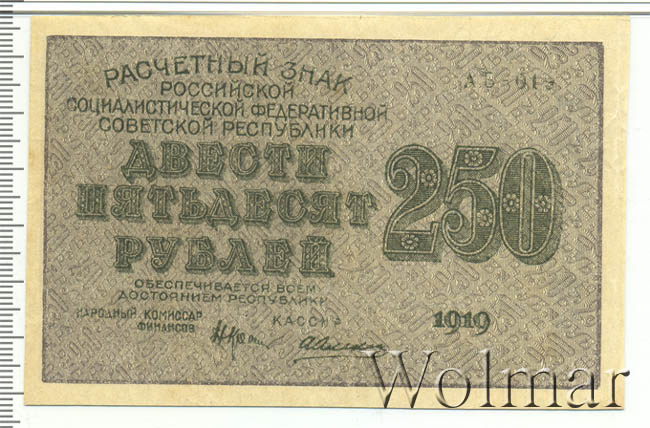 РАСЧЕТНЫЙ ЗНАК
РОССИЙСКОЙ
СОЦИАЛИСТИЧЕСКОЙ ФЕДЕРАТИВНОЙ
СОВЕТСКОЙ РЕСПУБЛИКИ
ДВЕСТИ
ПЯТЬДЕСЯТ
РУБЛЕЙ
250
ОБЕСПЕЧИВАЕТСЯ ВСЕМ
ДОСТОЯНИЕМ РЕСПУБЛИКИ
НАРОДНЫЙ КОМИССАР
ФИНАНСОВ
1919
Wolmar